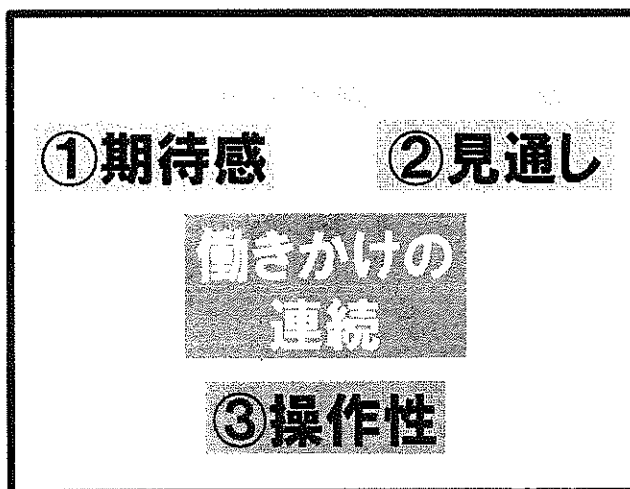 ①期待感
②見通し
働きかけの
連続
③操作性